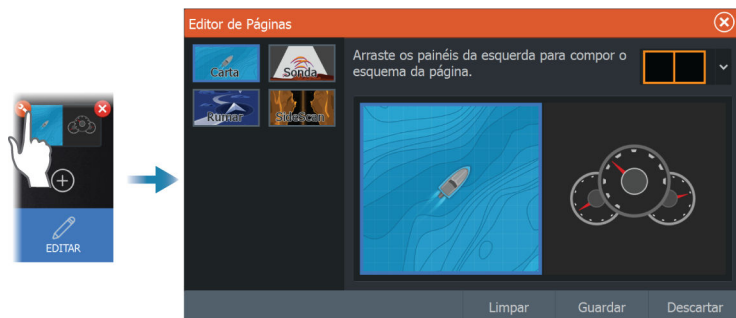 EDITAR
Editor de Páginas
Carta
Sonda
Rumar
SideScan
Arraste os painéis da esquerda para compor o
esquema da página.
Limpar
Guardar
Descartar